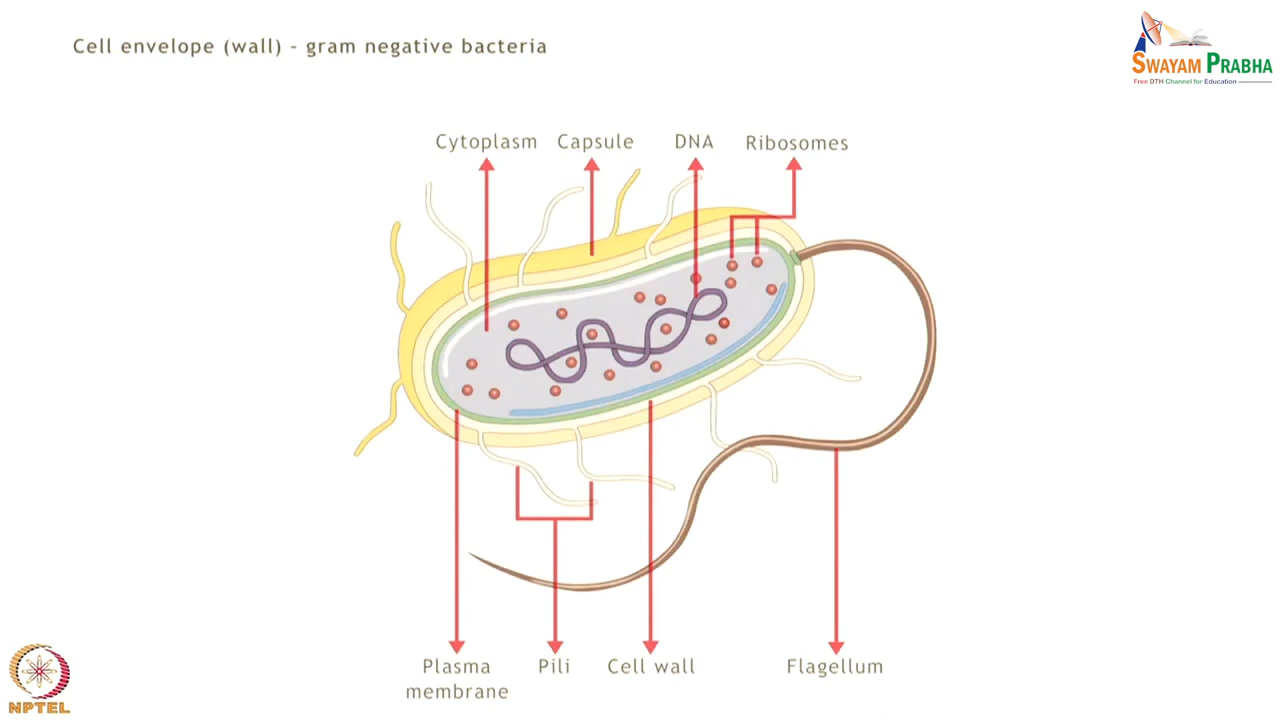 Cell envelope (wall) - gram negative bacteria
SWAYAM PRABHA
Free DTH Channel for Education
Cytoplasm Capsule DNA Ribosomes
Plasma
membrane
Pili
Cell wall
Flagellum
NPTEL